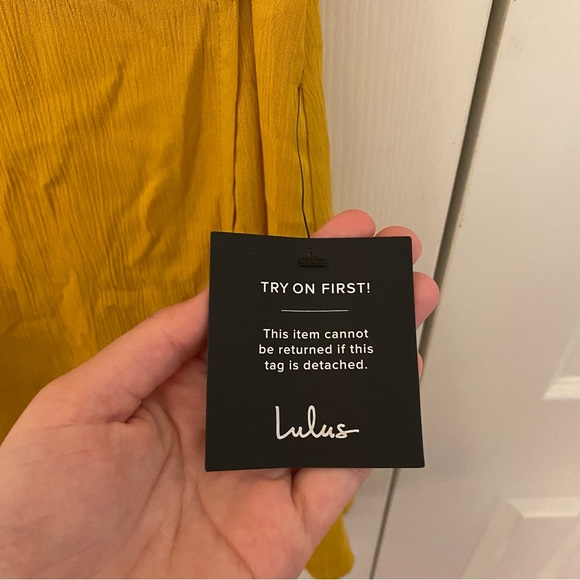 TRY ON FIRST!
This item cannot
be returned if this
tag is detached.
Lulus